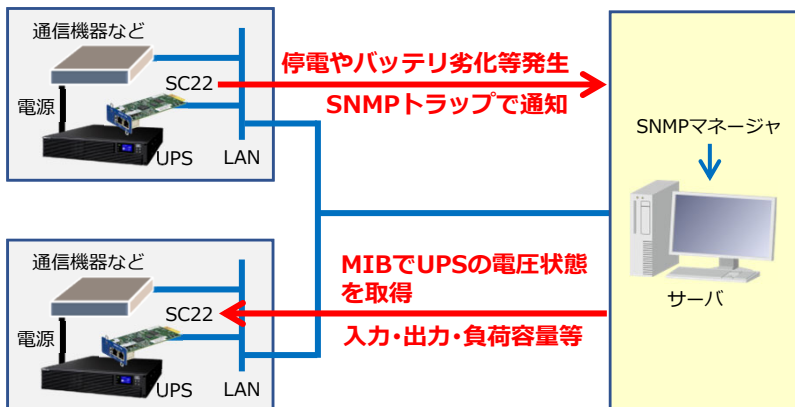 通信機器など
SC22
電源
UPS
LAN
停電やバッテリ劣化等発生
SNMPトラップで通知
SNMPマネージャ
サーバ
通信機器など
SC22
電源
UPS
LAN
MIBでUPSの電圧状態
を取得
入力・出力・負荷容量等